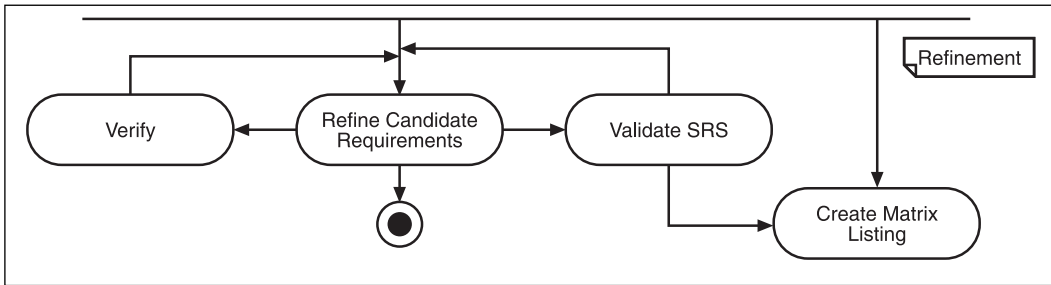 Refinement
Verify
Refine Candidate
Requirements
Validate SRS
Create Matrix
Listing